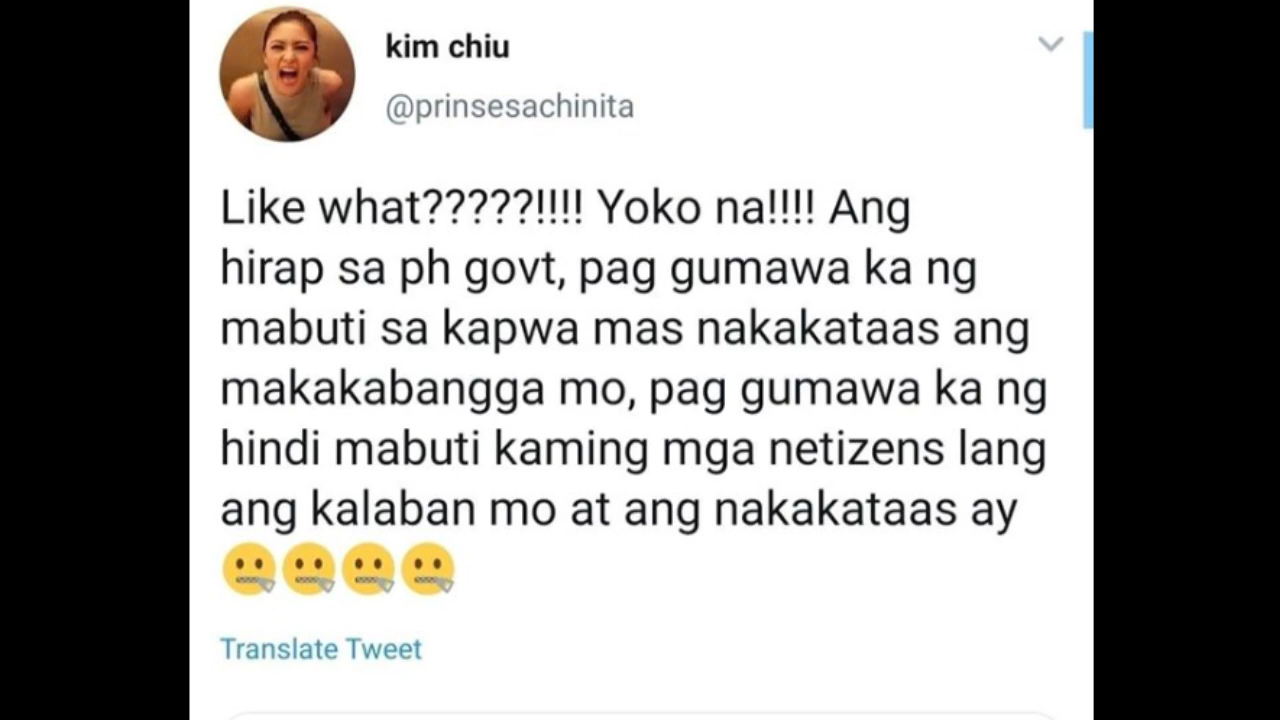 kim chiu
@prinsesachinita
Like what?????!!!! Yoko na!!!! Ang
hirap sa ph govt, pag gumawa ka ng
mabuti sa kapwa mas nakakataas ang
makakabangga mo, pag gumawa ka ng
hindi mabuti kaming mga netizens lang
ang kalaban mo at ang nakakataas ay
🤐🤐🤐🤐
Translate Tweet